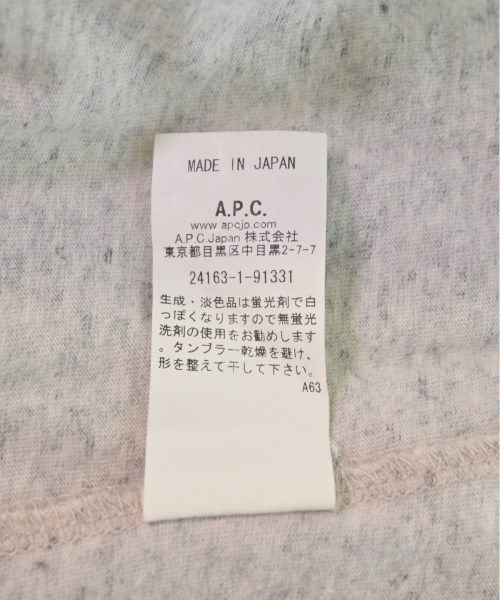 MADE IN JAPAN
A.P.C.
www.apcjp.com
A.P.C.Japan 株式会社
東京都目黒区中目黒2-7-7
24163-1-91331
生成・淡色品は蛍光剤で白
っぽくなりますので無蛍光
洗剤の使用をお勧めします
。タンブラー乾燥を避け、
形を整えて干して下さい。
A63